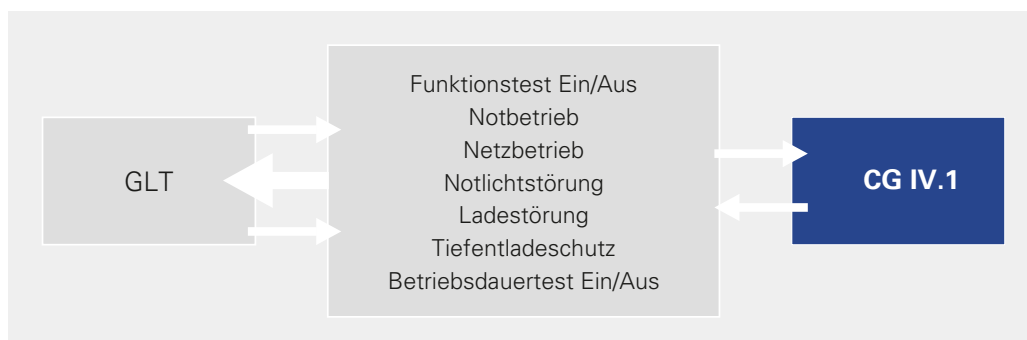 GLT
Funktionstest Ein/Aus
Notbetrieb
Netzbetrieb
Notlichtstörung
Ladestörung
Tiefentladeschutz
Betriebsdauertest Ein/Aus
CG IV.1